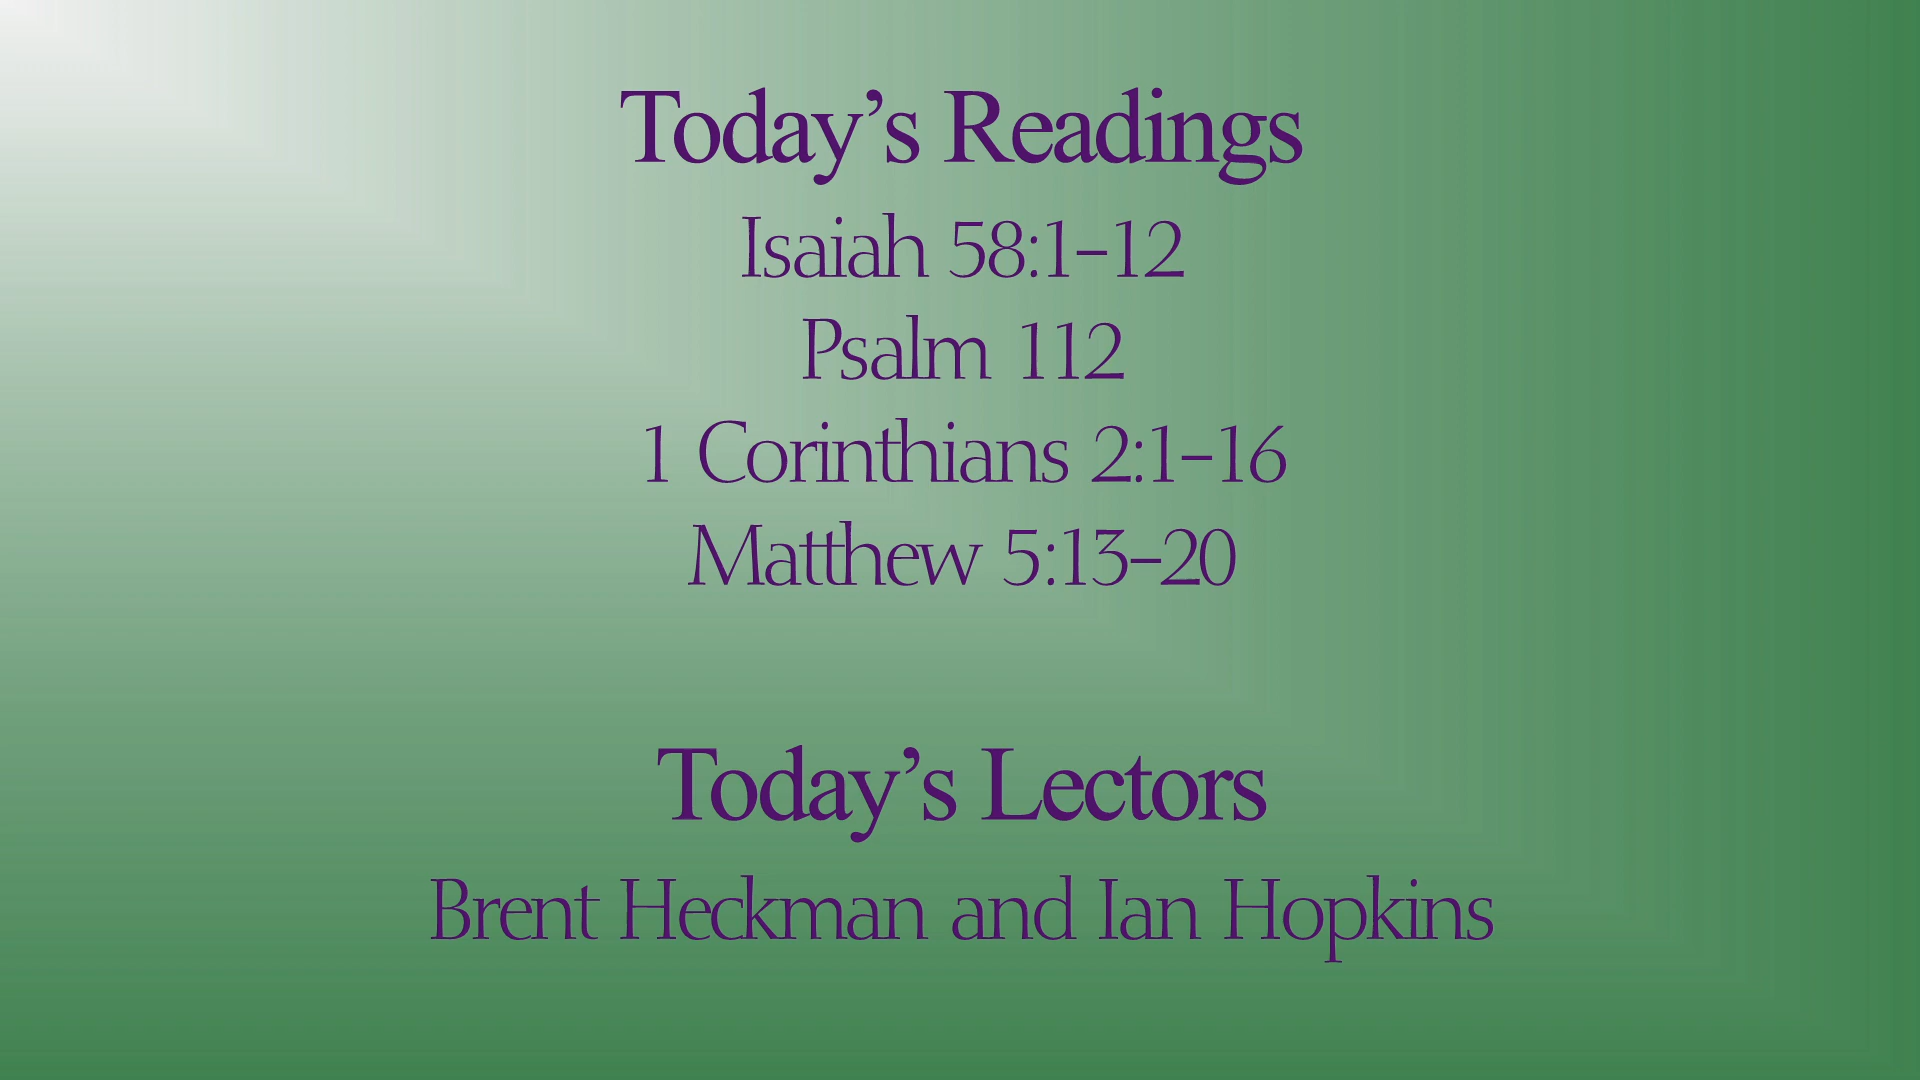 Today’s Readings
Isaiah 58:1–12
Psalm 112
1 Corinthians 2:1–16
Matthew 5:13–20
Today’s Lectors
Brent Heckman and Ian Hopkins